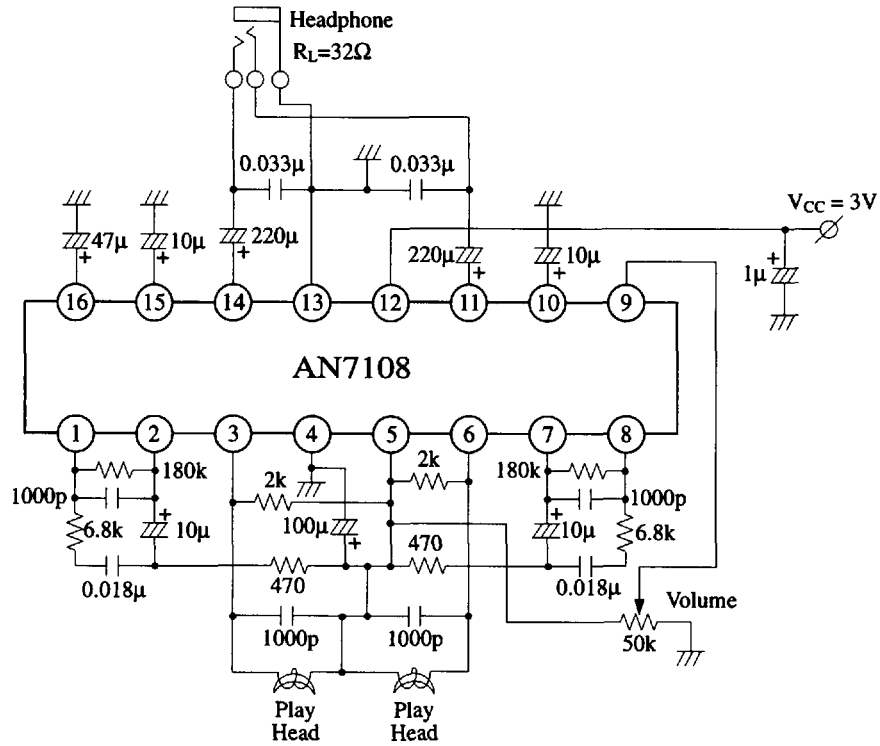 Headphone
R_L=32Ω
0.033μ 0.033μ
V_CC = 3V
47μ 10μ 220μ 220μ 10μ 1μ
+ + + + + +
16 15 14 13 12 11 10 9
AN7108
1 2 3 4 5 6 7 8
180k 2k 2k 180k
1000p 1000p
6.8k 10μ 100μ 10μ 6.8k
+ + +
470 470
0.018μ 0.018μ
Volume
1000p 1000p 50k
Play Head
Play Head